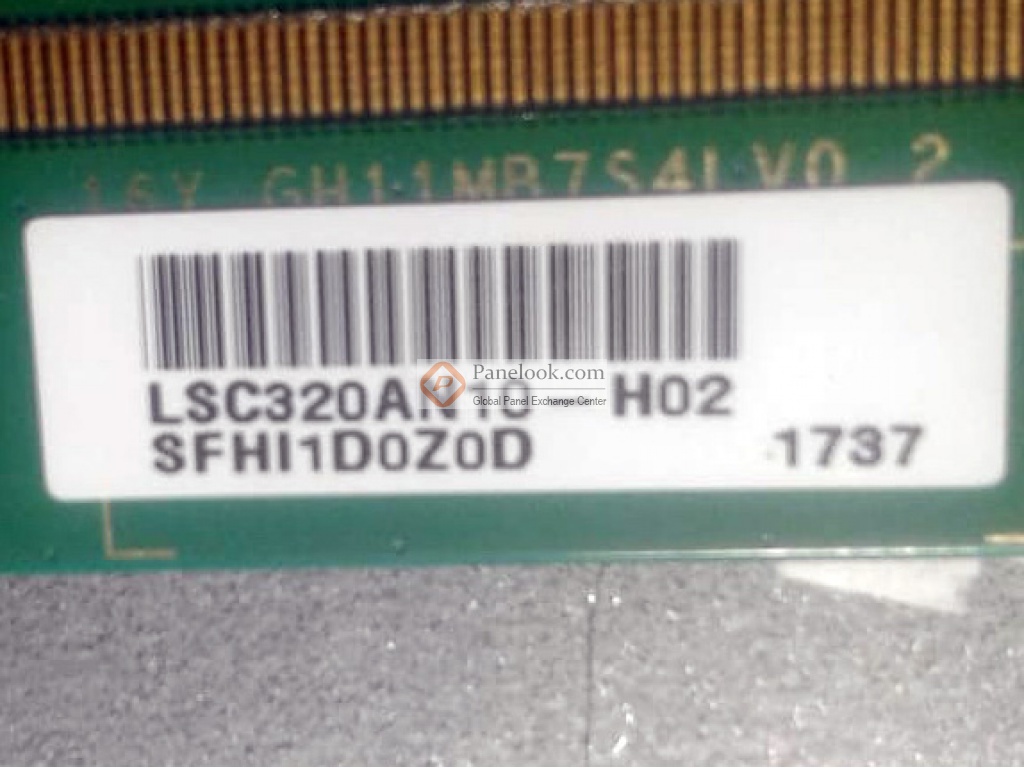 16Y GH11MB7S4LV0.2
LSC320AN10-H02
SFHI1D0Z0D 1737
Panelook.com
Global Panel Exchange Center